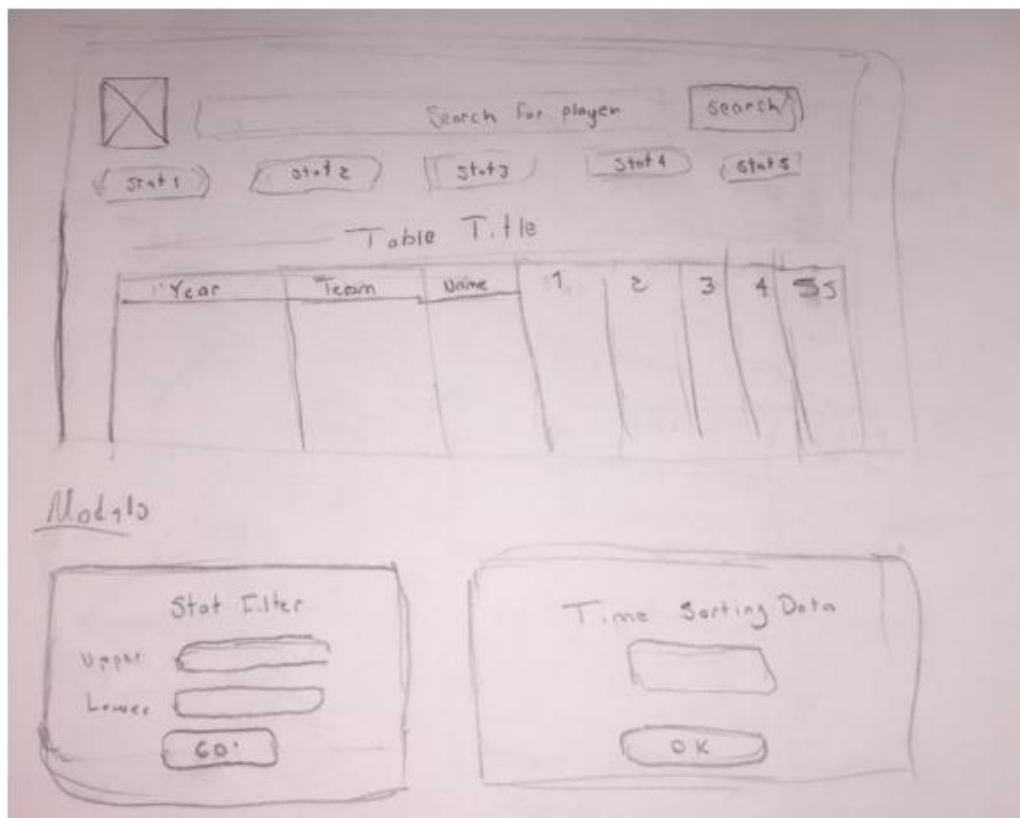 Search for player search
Stat 1 Stat 2 Stat 3 Stat 4 Stat 5
Table Title
Year Team Name 1 2 3 4 5 5
Modals
Stat Filter
Upper
Lower
GO!
Time Sorting Data
OK